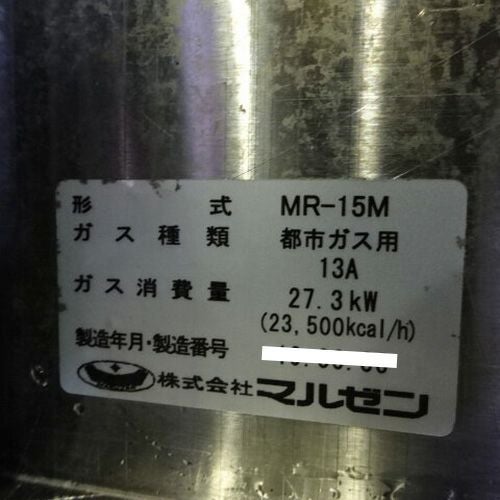 形 式 MR-15M
ガス種類 都市ガス用
13A
ガス消費量 27.3kW
(23,500kcal/h)
製造年月・製造番号
株式会社 マルゼン